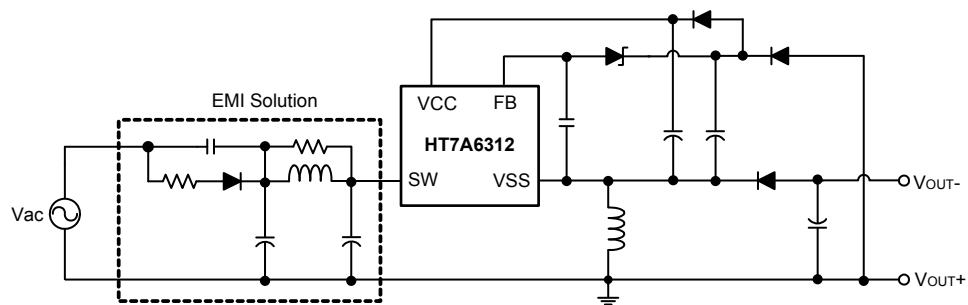 EMI Solution
VCC
FB
HT7A6312
SW
VSS
Vac
VOUT-
VOUT+